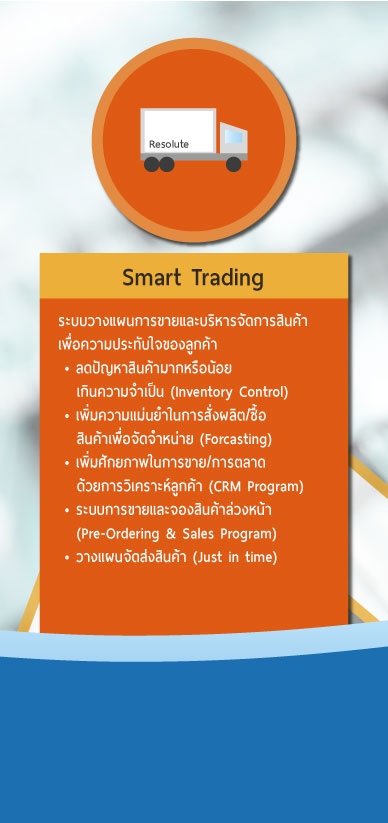 Resolute
Smart Trading
ระบบวางแผนการขายและบริหารจัดการสินค้า
เพื่อความประทับใจของลูกค้า
• ลดปัญหาสินค้ามากหรือน้อย
เกินความจำเป็น (Inventory Control)
• เพิ่มความแม่นยำในการสั่งผลิต/ซื้อ
สินค้าเพื่อจัดจำหน่าย (Forcasting)
• เพิ่มศักยภาพในการขาย/การตลาด
ด้วยการวิเคราะห์ลูกค้า (CRM Program)
• ระบบการขายและจองสินค้าล่วงหน้า
(Pre-Ordering & Sales Program)
• วางแผนจัดส่งสินค้า (Just in time)